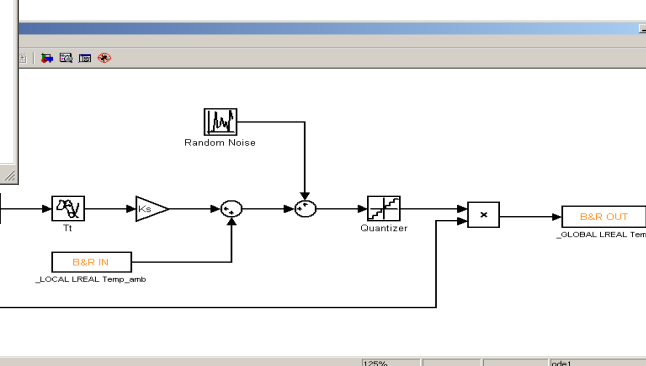 Random Noise
Ks
Tt
Quantizer
×
B&R OUT
_GLOBAL LREAL Tem
B&R IN
_LOCAL LREAL Temp_amb
125%
ode1